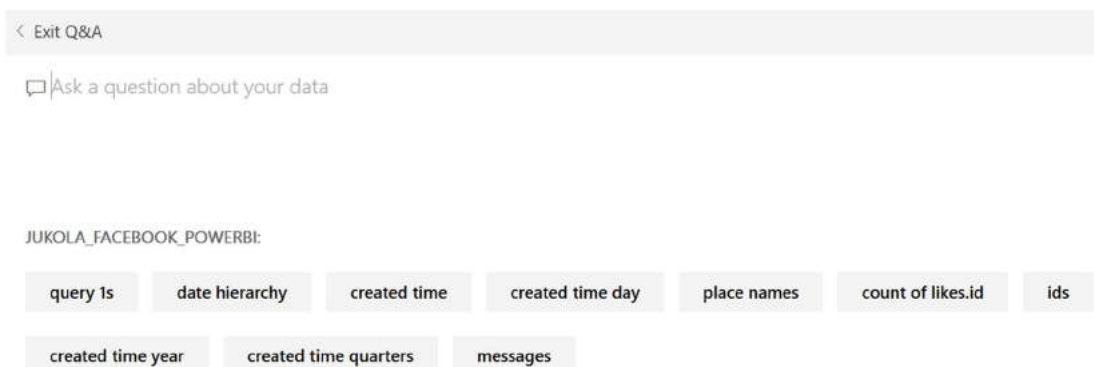 < Exit Q&A
Ask a question about your data
JUKOLA_FACEBOOK_POWERBI:
query 1s date hierarchy created time created time day place names count of likes.id ids
created time year created time quarters messages